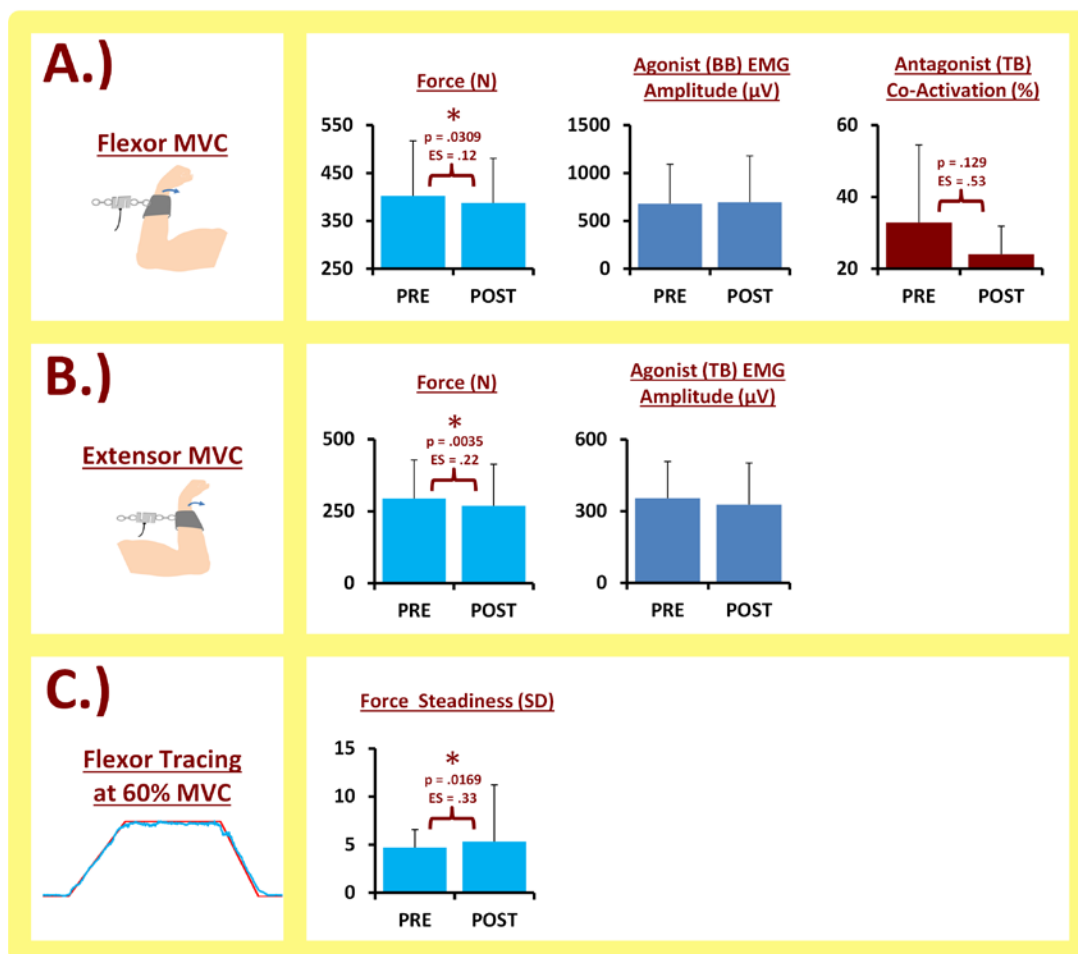 A.)
Flexor MVC
Force (N)
*
p = .0309
ES = .12
550
450
350
250
PRE POST
Agonist (BB) EMG
Amplitude (µV)
1500
1000
500
0
PRE POST
Antagonist (TB)
Co-Activation (%)
60
40
20
p = .129
ES = .53
PRE POST
B.)
Extensor MVC
Force (N)
*
p = .0035
ES = .22
500
250
0
PRE POST
Agonist (TB) EMG
Amplitude (µV)
600
300
0
PRE POST
C.)
Flexor Tracing
at 60% MVC
Force Steadiness (SD)
*
p = .0169
ES = .33
15
10
5
0
PRE POST